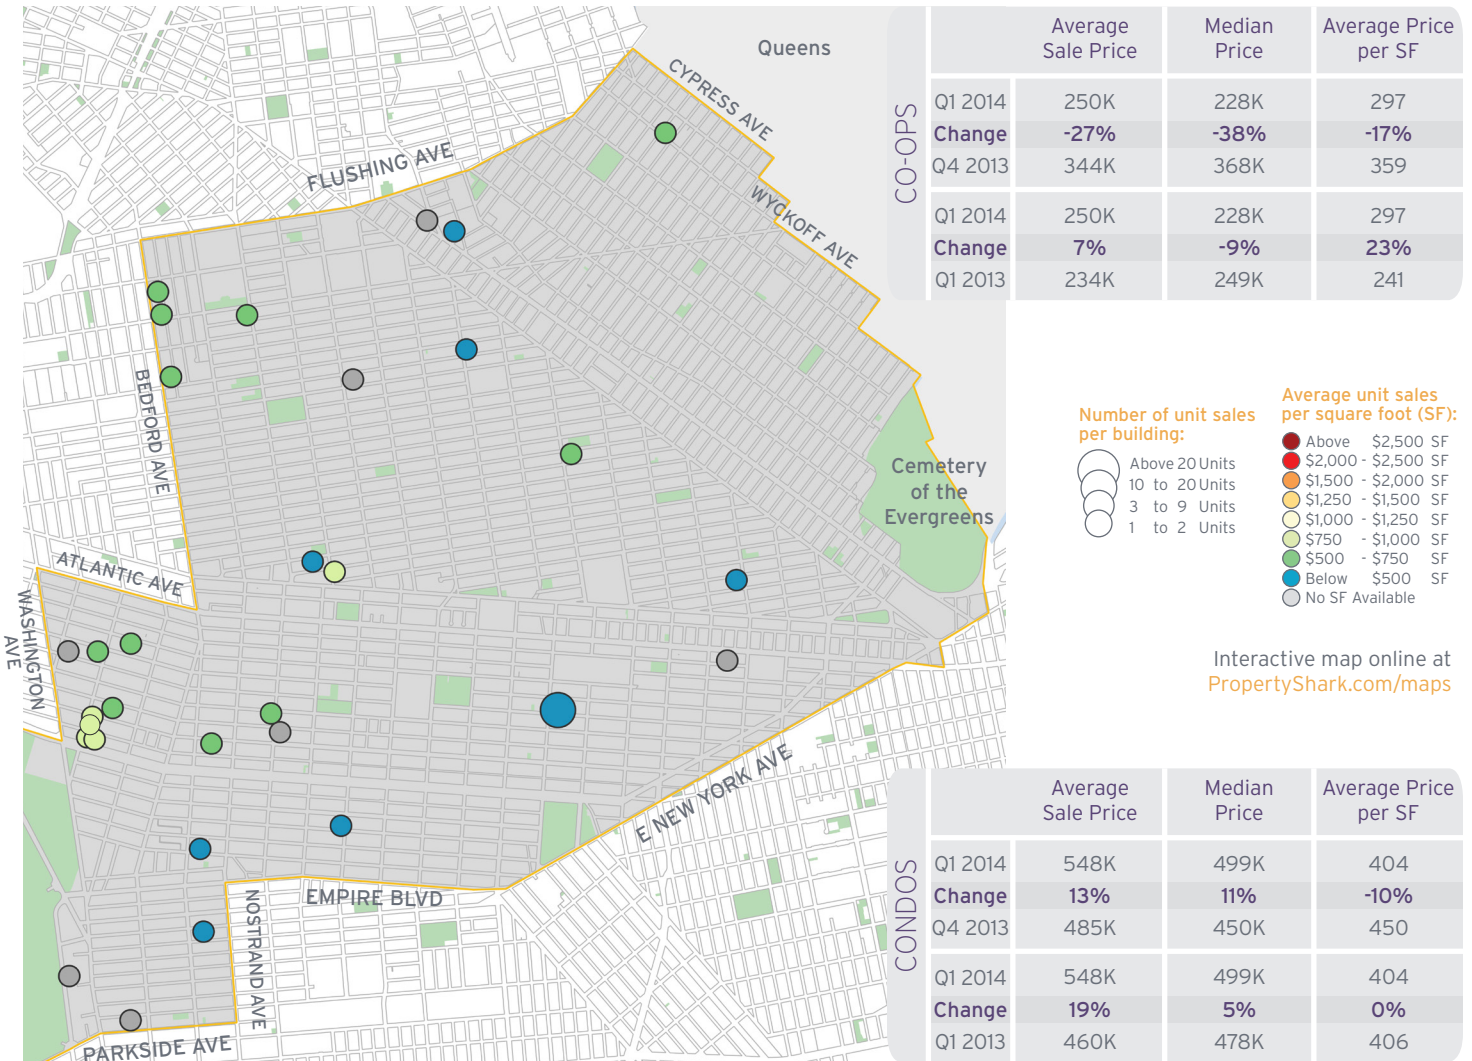 Queens
CYPRESS AVE
FLUSHING AVE
WYCKOFF AVE
BEDFORD AVE
Cemetery
of the
Evergreens
ATLANTIC AVE
WASHINGTON
AVE
E NEW YORK AVE
EMPIRE BLVD
NOSTRAND AVE
PARKSIDE AVE
CO-OPS
Average Sale Price Median Price Average Price per SF
Q1 2014 250K 228K 297
Change -27% -38% -17%
Q4 2013 344K 368K 359
Q1 2014 250K 228K 297
Change 7% -9% 23%
Q1 2013 234K 249K 241
Number of unit sales
per building:
Above 20 Units
10 to 20 Units
3 to 9 Units
1 to 2 Units
Average unit sales
per square foot (SF):
Above $2,500 SF
$2,000 - $2,500 SF
$1,500 - $2,000 SF
$1,250 - $1,500 SF
$1,000 - $1,250 SF
$750 - $1,000 SF
$500 - $750 SF
Below $500 SF
No SF Available
Interactive map online at
PropertyShark.com/maps
CONDOS
Average Sale Price Median Price Average Price per SF
Q1 2014 548K 499K 404
Change 13% 11% -10%
Q4 2013 485K 450K 450
Q1 2014 548K 499K 404
Change 19% 5% 0%
Q1 2013 460K 478K 406